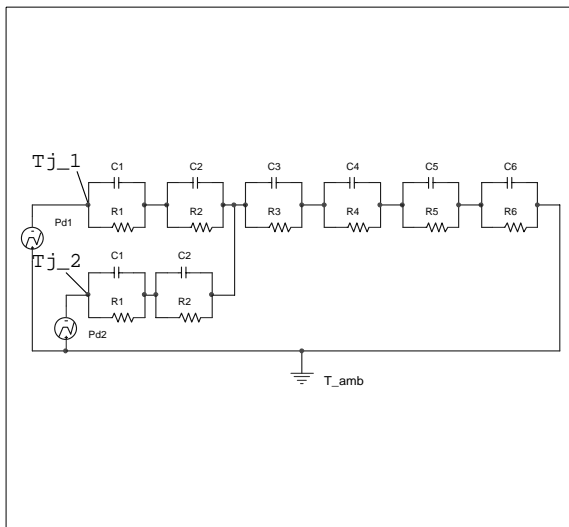 Tj_1
C1 C2 C3 C4 C5 C6
R1 R2 R3 R4 R5 R6
Pd1
Tj_2
C1 C2
R1 R2
Pd2
T_amb